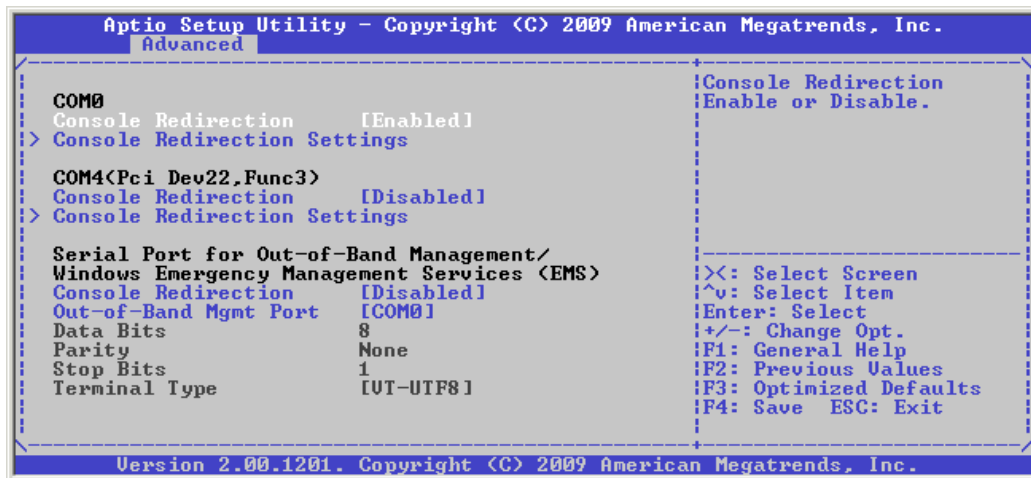 Aptio Setup Utility - Copyright (C) 2009 American Megatrends, Inc.
Advanced
COM0
Console Redirection [Enabled]
> Console Redirection Settings
COM4(Pci Dev22,Func3)
Console Redirection [Disabled]
> Console Redirection Settings
Serial Port for Out-of-Band Management/
Windows Emergency Management Services (EMS)
Console Redirection [Disabled]
Out-of-Band Mgmt Port [COM0]
Data Bits 8
Parity None
Stop Bits 1
Terminal Type [VT-UTF8]
Console Redirection
Enable or Disable.
><: Select Screen
^v: Select Item
Enter: Select
+/-: Change Opt.
F1: General Help
F2: Previous Values
F3: Optimized Defaults
F4: Save ESC: Exit
Version 2.00.1201. Copyright (C) 2009 American Megatrends, Inc.